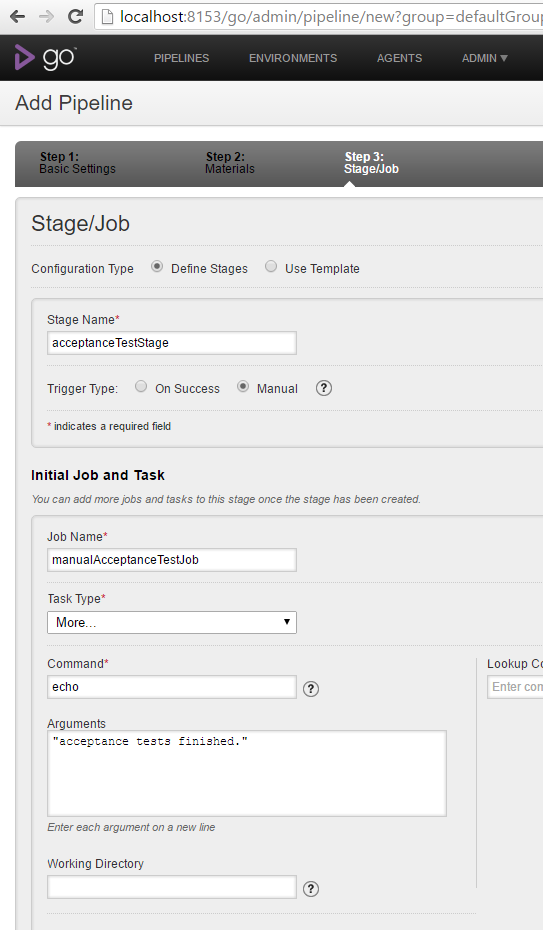 localhost:8153/go/admin/pipeline/new?group=defaultGroup
go™ PIPELINES ENVIRONMENTS AGENTS ADMIN ▼
Add Pipeline
Step 1: Step 2: Step 3:
Basic Settings Materials Stage/Job
Stage/Job
Configuration Type Define Stages Use Template
Stage Name*
acceptanceTestStage
Trigger Type: On Success Manual ?
* indicates a required field
Initial Job and Task
You can add more jobs and tasks to this stage once the stage has been created.
Job Name*
manualAcceptanceTestJob
Task Type*
More... ▼
Command* Lookup Co
echo ? Enter com
Arguments
"acceptance tests finished."
Enter each argument on a new line
Working Directory
?